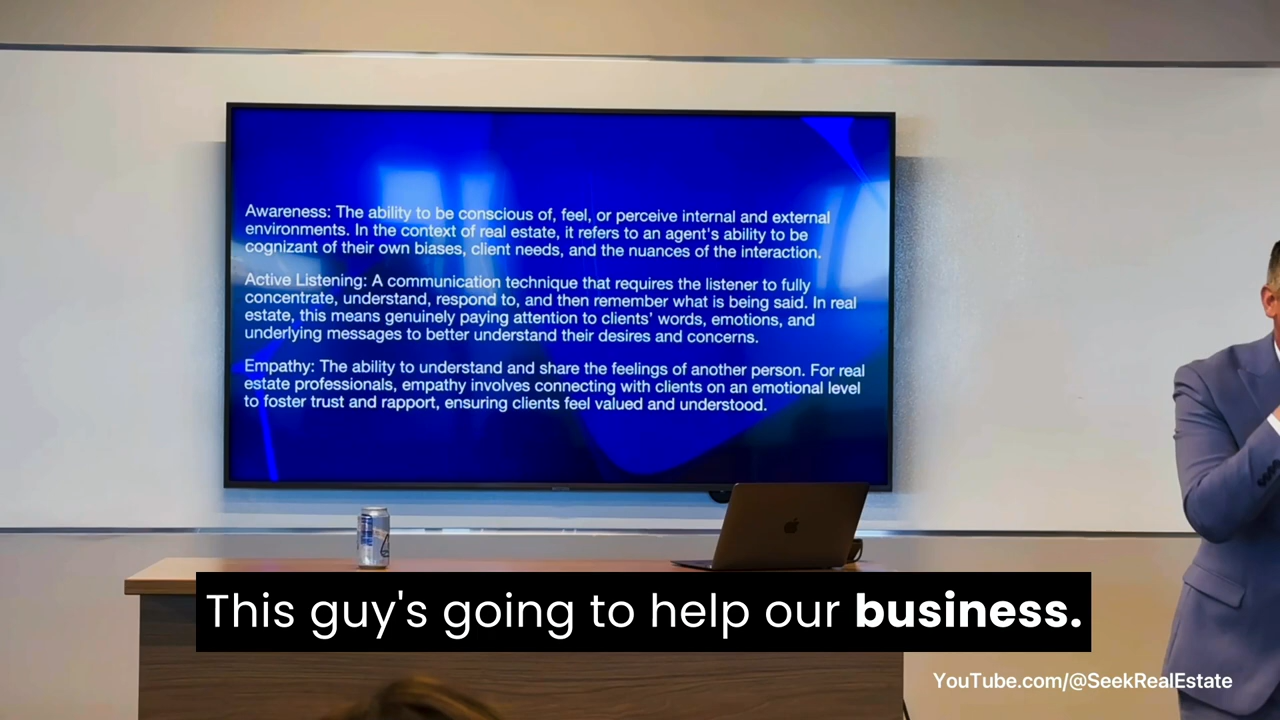 Awareness: The ability to be conscious of, feel, or perceive internal and external
environments. In the context of real estate, it refers to an agent's ability to be
cognizant of their own biases, client needs, and the nuances of the interaction.
Active Listening: A communication technique that requires the listener to fully
concentrate, understand, respond to, and then remember what is being said. In real
estate, this means genuinely paying attention to clients' words, emotions, and
underlying messages to better understand their desires and concerns.
Empathy: The ability to understand and share the feelings of another person. For real
estate professionals, empathy involves connecting with clients on an emotional level
to foster trust and rapport, ensuring clients feel valued and understood.
This guy's going to help our business.
YouTube.com/@SeekRealEstate